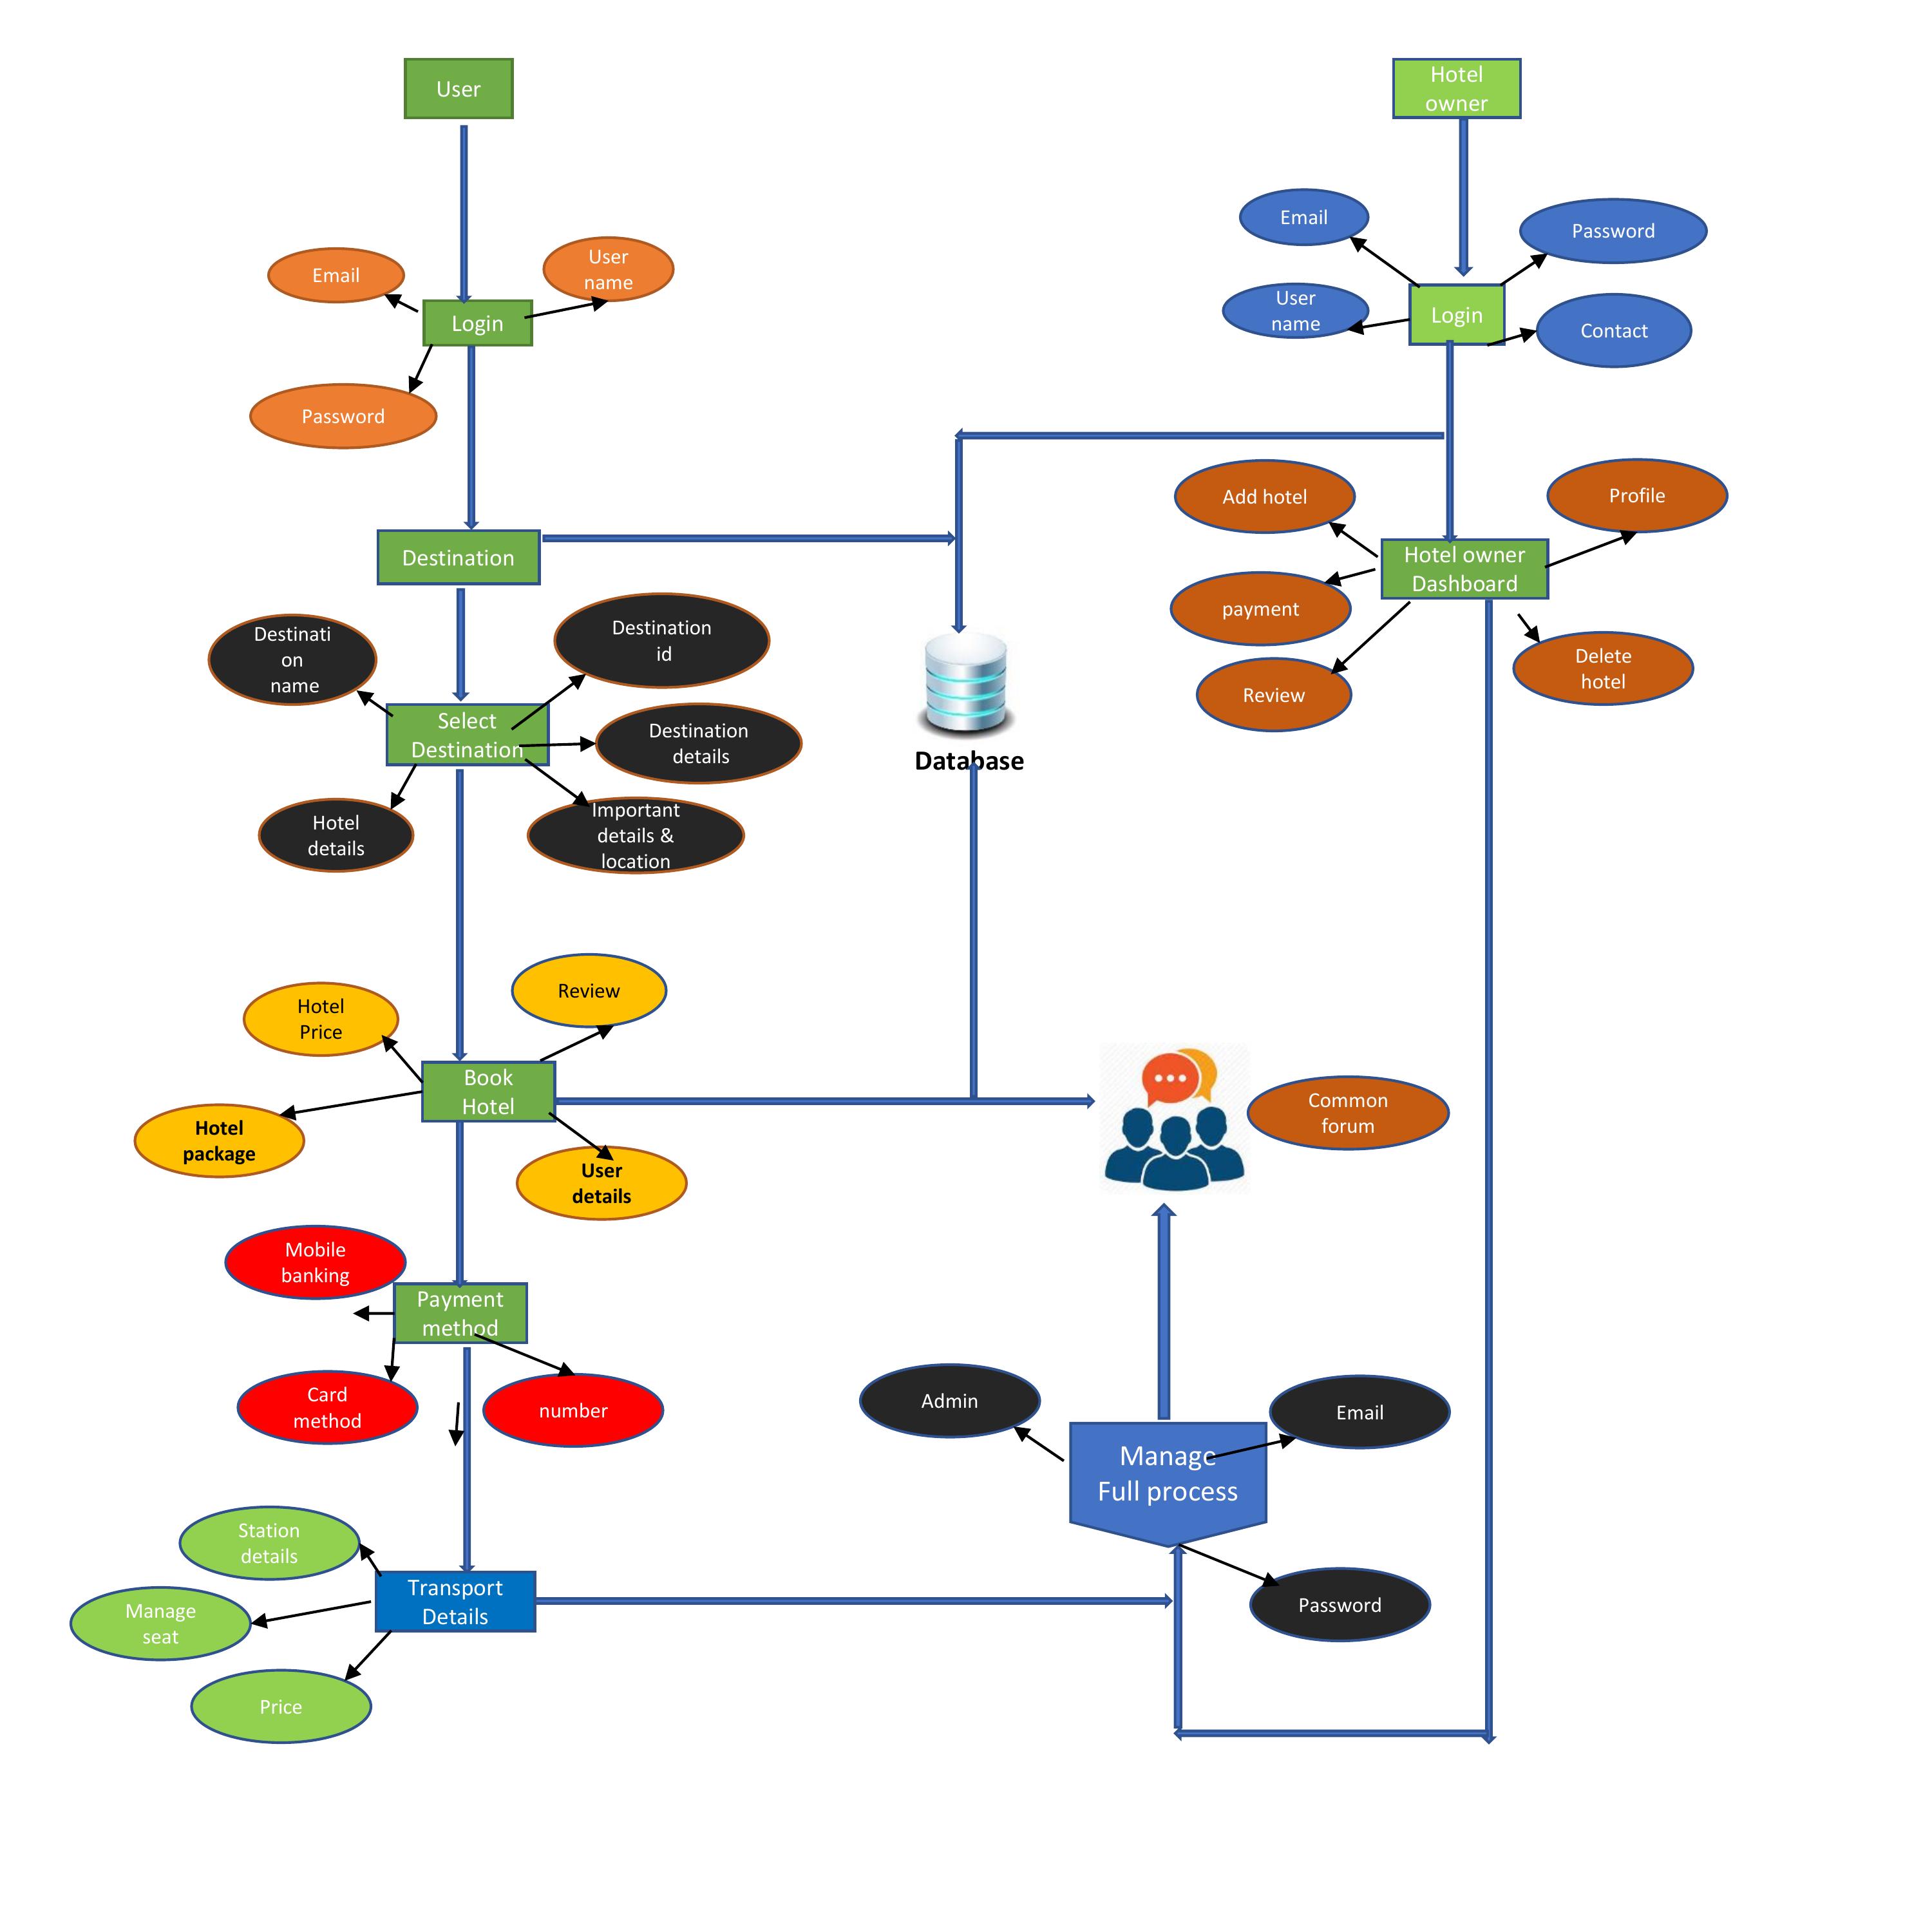 User
Hotel
owner
Email
User
name
Login
Password
Email
Password
User
name
Login
Contact
Destination
Add hotel
Profile
Hotel owner
Dashboard
payment
Review
Delete
hotel
Destinati
on
name
Destination
id
Select
Destination
Destination
details
Hotel
details
Important
details &
location
Database
Hotel
Price
Review
Book
Hotel
Hotel
package
User
details
Common
forum
Mobile
banking
Payment
method
Card
method
number
Admin
Email
Manage
Full process
Password
Station
details
Manage
seat
Transport
Details
Price